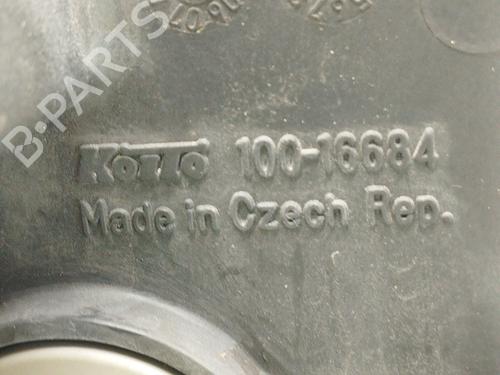 B-PARTS
Koito 100-16684
Made in Czech Rep.